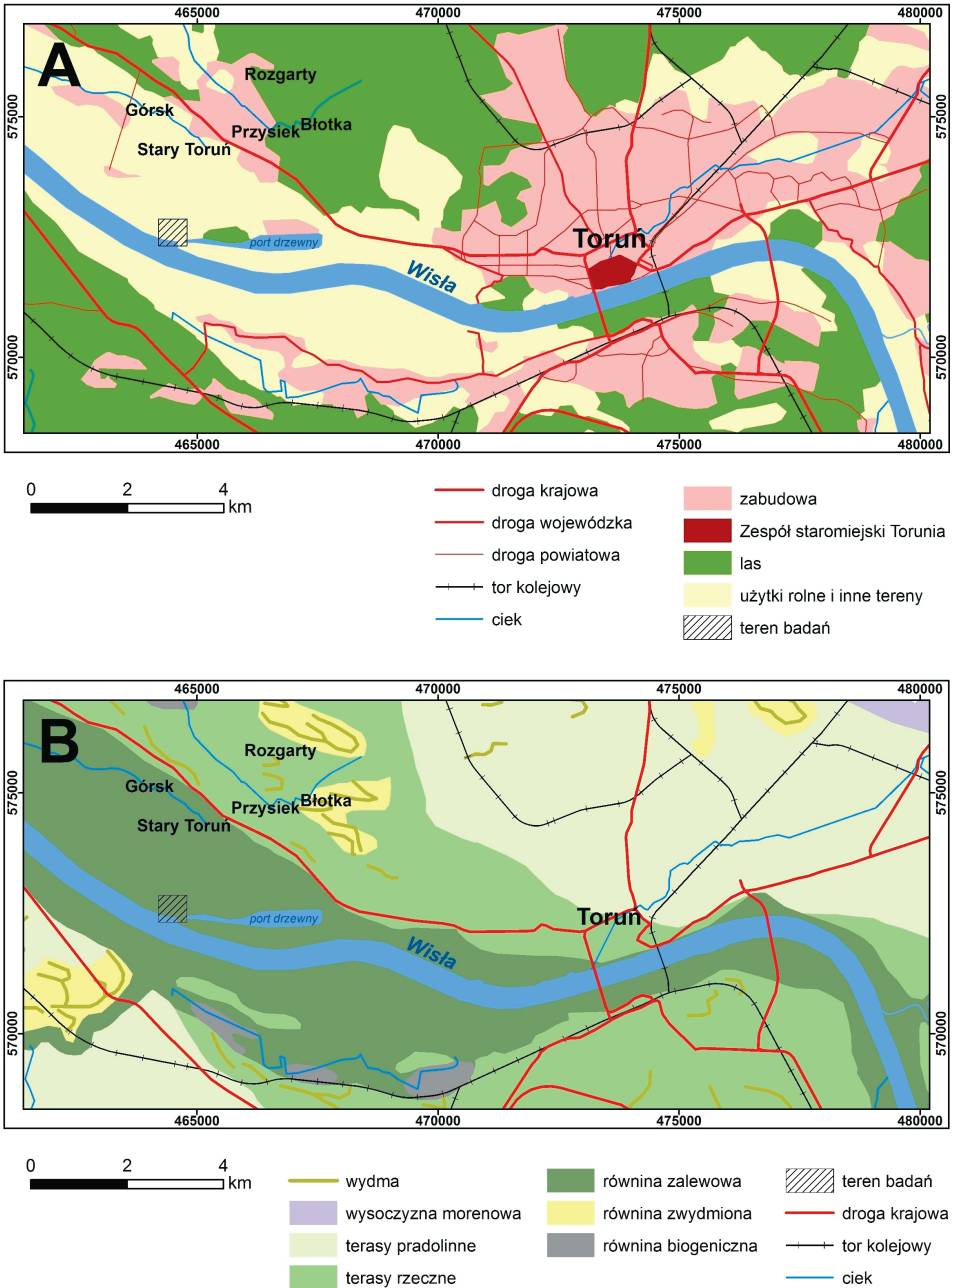 465000 470000 475000 480000
A
575000
575000
Rozgarty
Górsk
Przysiek
Błotka
Stary Toruń
port drzewny
Toruń
Wisła
570000
570000
465000 470000 475000 480000
0 2 4
km
droga krajowa
droga wojewódzka
droga powiatowa
tor kolejowy
ciek
zabudowa
Zespół staromiejski Torunia
las
użytki rolne i inne tereny
teren badań
465000 470000 475000 480000
B
575000
575000
Rozgarty
Górsk
Przysiek
Błotka
Stary Toruń
port drzewny
Toruń
Wisła
570000
570000
465000 470000 475000 480000
0 2 4
km
wydma
wysoczyzna morenowa
terasy pradolinne
terasy rzeczne
równina zalewowa
równina zwydmiona
równina biogeniczna
teren badań
droga krajowa
tor kolejowy
ciek